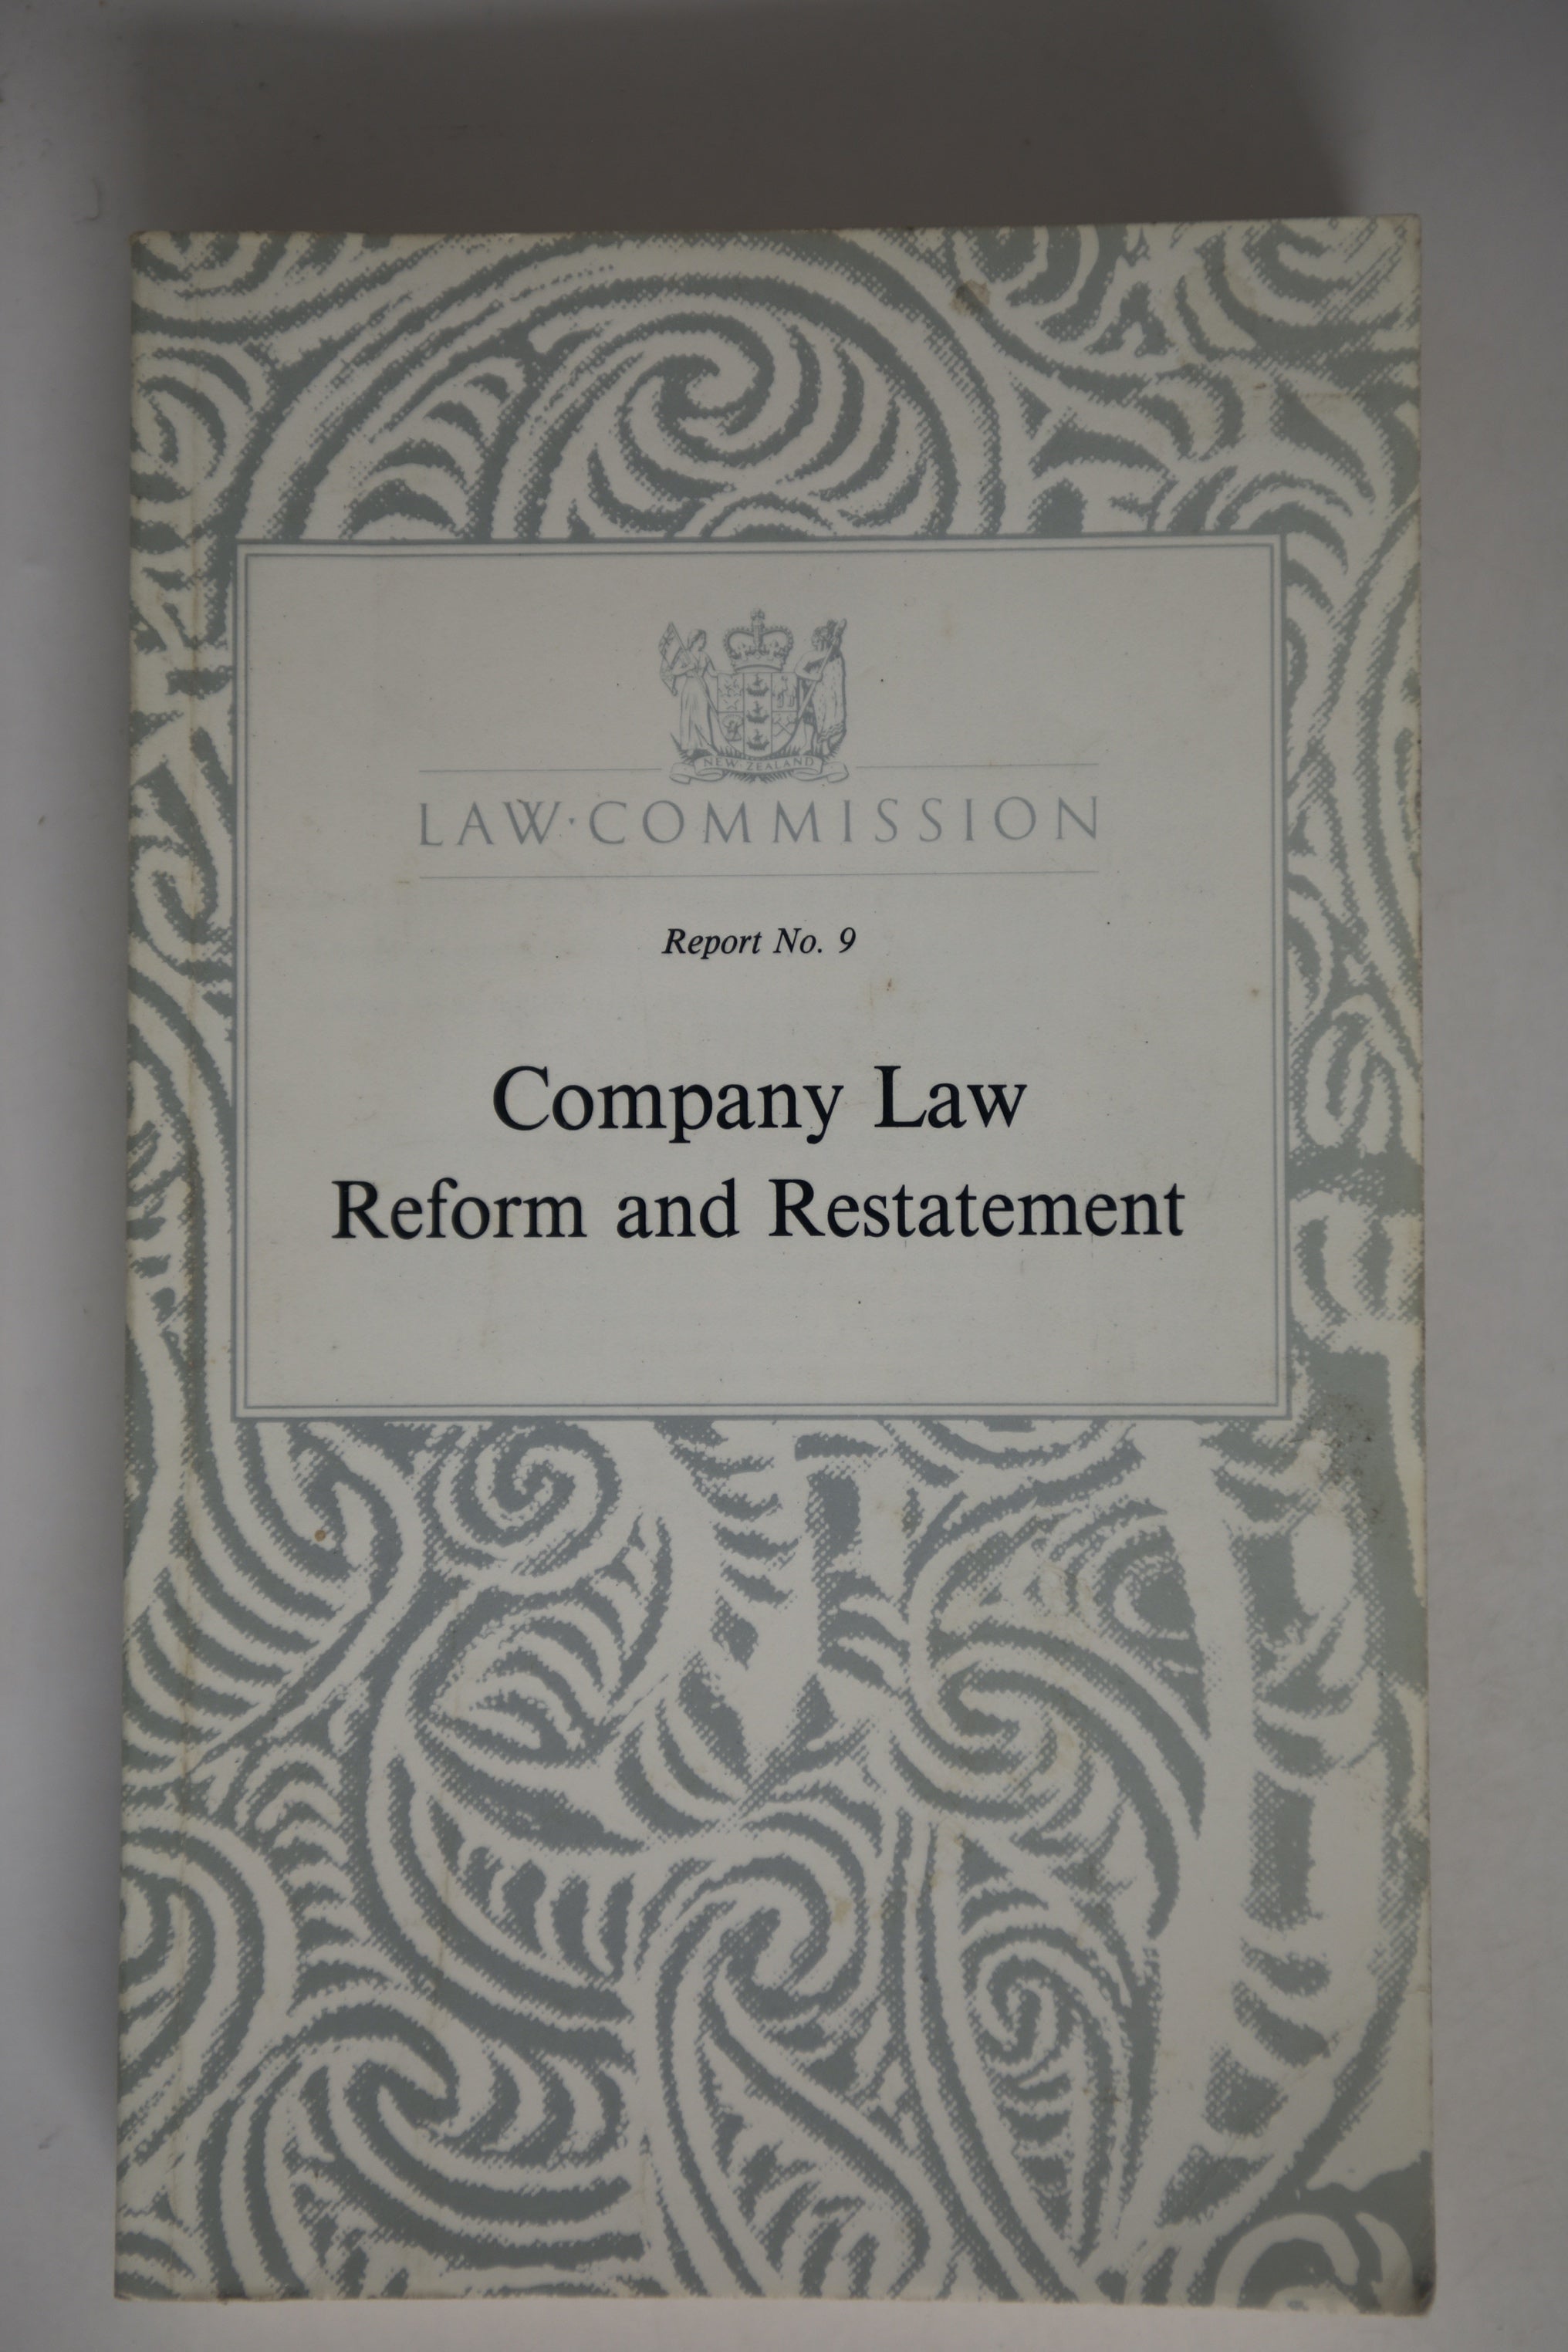 NEW ZEALAND
LAW·COMMISSION
Report No. 9
Company Law
Reform and Restatement